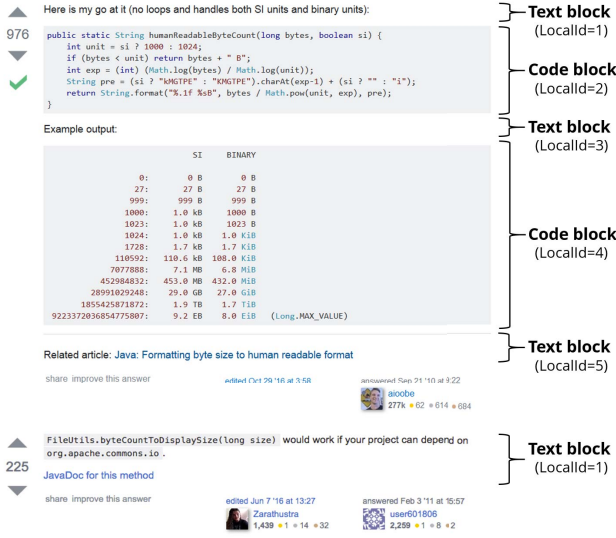 Here is my go at it (no loops and handles both SI units and binary units):
Text block
(LocalId=1)
976
public static String humanReadableByteCount(long bytes, boolean si) {
    int unit = si ? 1000 : 1024;
    if (bytes < unit) return bytes + " B";
    int exp = (int) (Math.log(bytes) / Math.log(unit));
    String pre = (si ? "kMGTPE" : "KMGTPE").charAt(exp-1) + (si ? "" : "i");
    return String.format("%.1f %sB", bytes / Math.pow(unit, exp), pre);
}
Code block
(LocalId=2)
Example output:
Text block
(LocalId=3)
SI BINARY
0: 0 B 0 B
27: 27 B 27 B
999: 999 B 999 B
1000: 1.0 kB 1000 B
1023: 1.0 kB 1023 B
1024: 1.0 kB 1.0 KiB
1728: 1.7 kB 1.7 KiB
110592: 110.6 kB 108.0 KiB
7077888: 7.1 MB 6.8 MiB
452984832: 453.0 MB 432.0 MiB
28991029248: 29.0 GB 27.0 GiB
1855425871872: 1.9 TB 1.7 TiB
9223372036854775807: 9.2 EB 8.0 EiB (Long.MAX_VALUE)
Code block
(LocalId=4)
Related article: Java: Formatting byte size to human readable format
Text block
(LocalId=5)
share improve this answer
edited Oct 29 '16 at 3:58
answered Sep 21 '10 at 9:22
aioobe
277k 62 614 684
225
FileUtils.byteCountToDisplaySize(long size) would work if your project can depend on
org.apache.commons.io.
JavaDoc for this method
Text block
(LocalId=1)
share improve this answer
edited Jun 7 '16 at 13:27
Zarathustra
1,439 1 14 32
answered Feb 3 '11 at 15:57
user601806
2,259 1 8 2